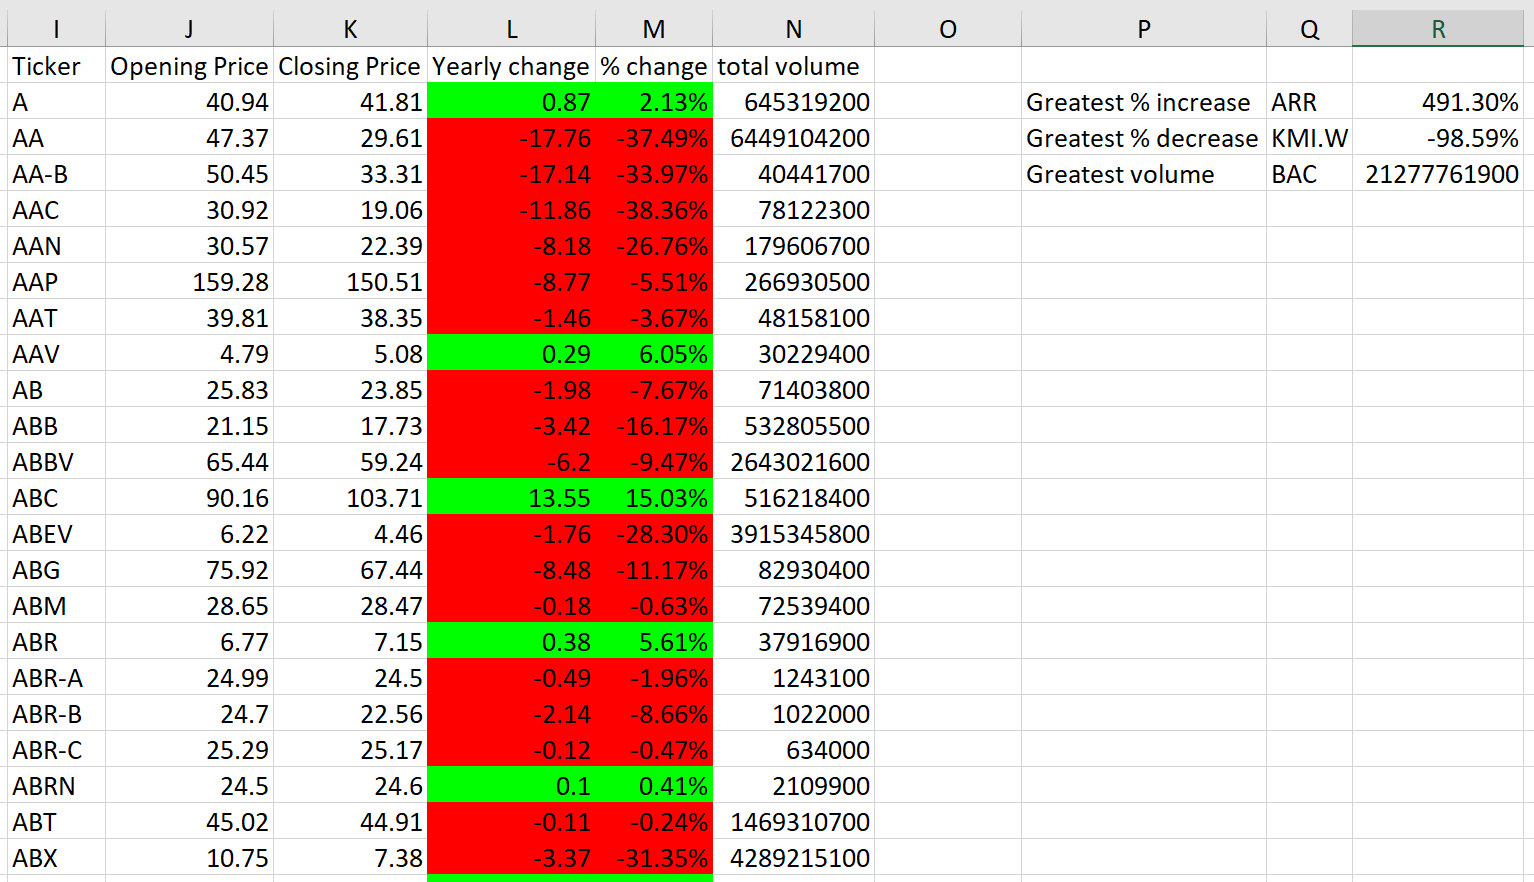 I J K L M N O P Q R
Ticker Opening Price Closing Price Yearly change % change total volume
A 40.94 41.81 0.87 2.13% 645319200 Greatest % increase ARR 491.30%
AA 47.37 29.61 -17.76 -37.49% 6449104200 Greatest % decrease KMI.W -98.59%
AA-B 50.45 33.31 -17.14 -33.97% 40441700 Greatest volume BAC 21277761900
AAC 30.92 19.06 -11.86 -38.36% 78122300
AAN 30.57 22.39 -8.18 -26.76% 179606700
AAP 159.28 150.51 -8.77 -5.51% 266930500
AAT 39.81 38.35 -1.46 -3.67% 48158100
AAV 4.79 5.08 0.29 6.05% 30229400
AB 25.83 23.85 -1.98 -7.67% 71403800
ABB 21.15 17.73 -3.42 -16.17% 532805500
ABBV 65.44 59.24 -6.2 -9.47% 2643021600
ABC 90.16 103.71 13.55 15.03% 516218400
ABEV 6.22 4.46 -1.76 -28.30% 3915345800
ABG 75.92 67.44 -8.48 -11.17% 82930400
ABM 28.65 28.47 -0.18 -0.63% 72539400
ABR 6.77 7.15 0.38 5.61% 37916900
ABR-A 24.99 24.5 -0.49 -1.96% 1243100
ABR-B 24.7 22.56 -2.14 -8.66% 1022000
ABR-C 25.29 25.17 -0.12 -0.47% 634000
ABRN 24.5 24.6 0.1 0.41% 2109900
ABT 45.02 44.91 -0.11 -0.24% 1469310700
ABX 10.75 7.38 -3.37 -31.35% 4289215100